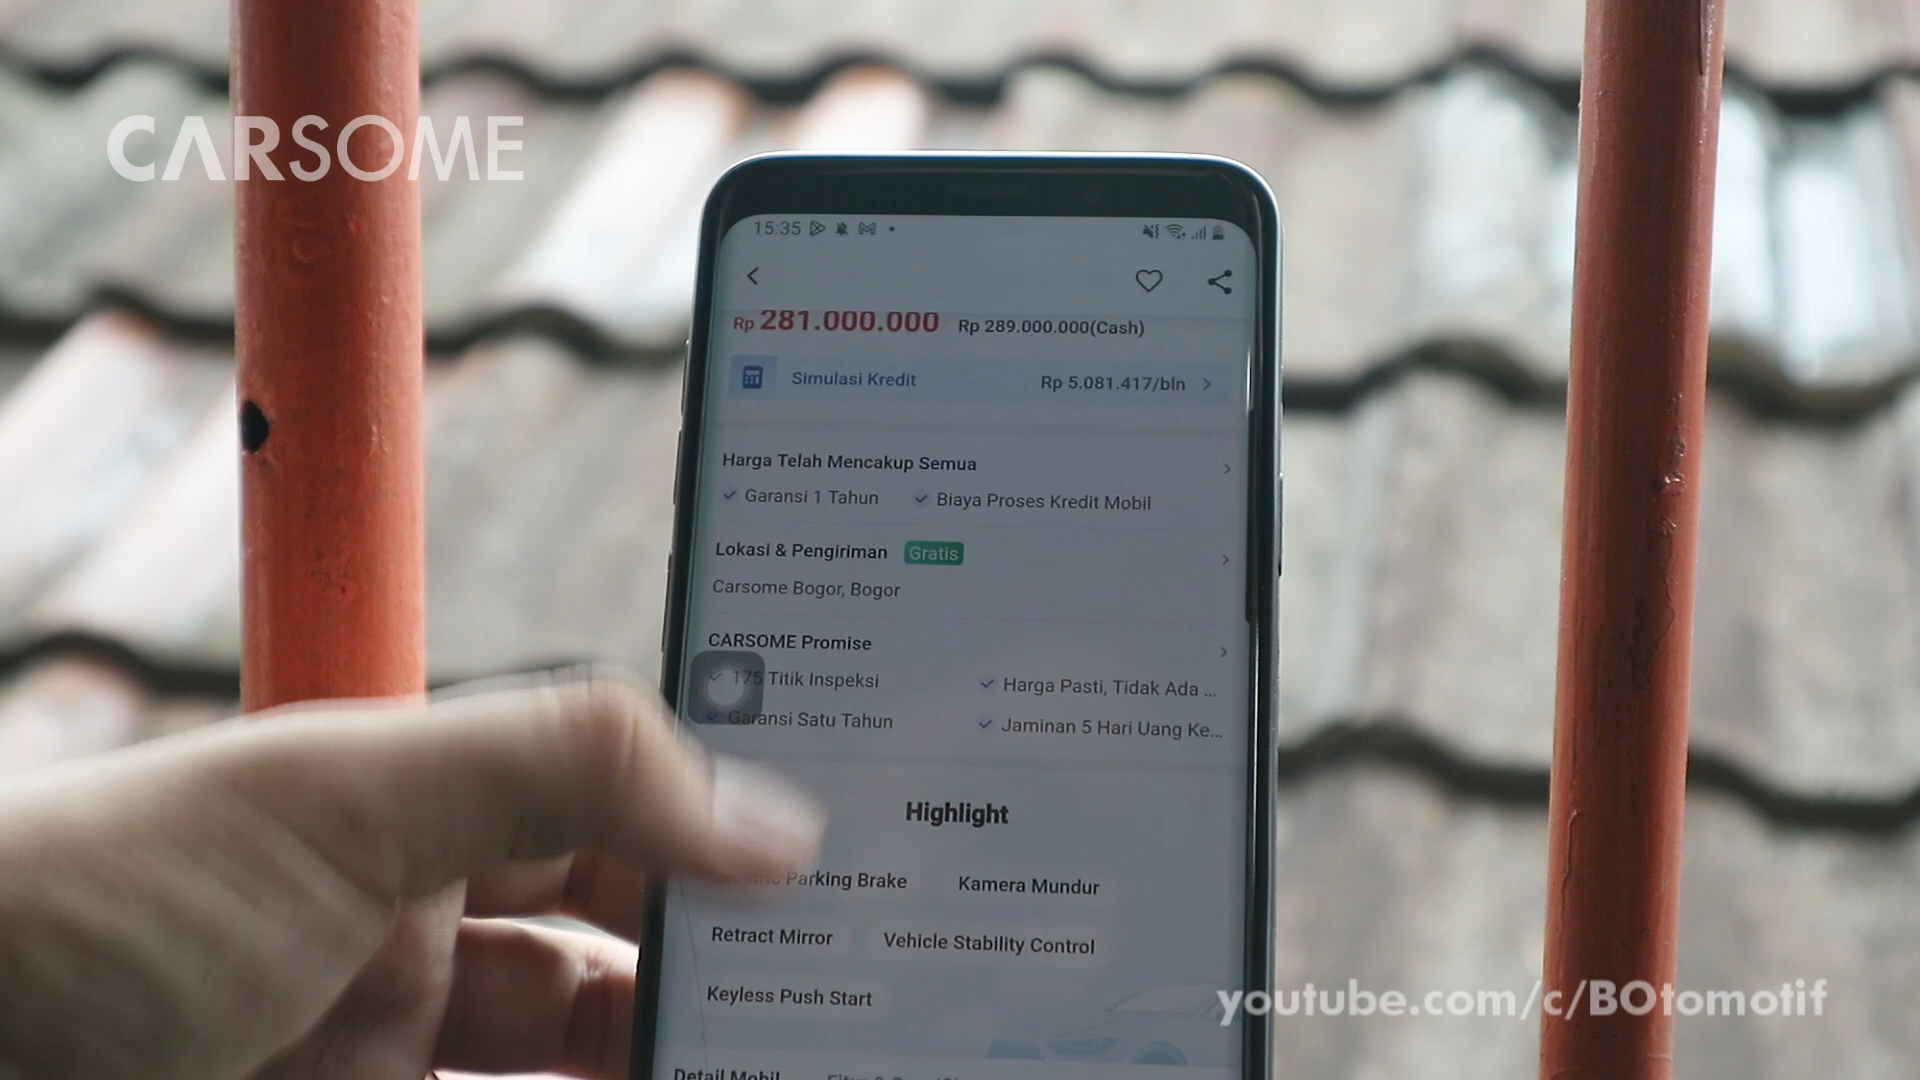 CARSOME
15:35
Rp 281.000.000 Rp 289.000.000(Cash)
Simulasi Kredit Rp 5.081.417/bln
Harga Telah Mencakup Semua
Garansi 1 Tahun Biaya Proses Kredit Mobil
Lokasi & Pengiriman Gratis
Carsome Bogor, Bogor
CARSOME Promise
175 Titik Inspeksi Harga Pasti, Tidak Ada ...
Garansi Satu Tahun Jaminan 5 Hari Uang Ke...
Highlight
Parking Brake Kamera Mundur
Retract Mirror Vehicle Stability Control
Keyless Push Start
Detail Mobil
youtube.com/c/BOtomotif